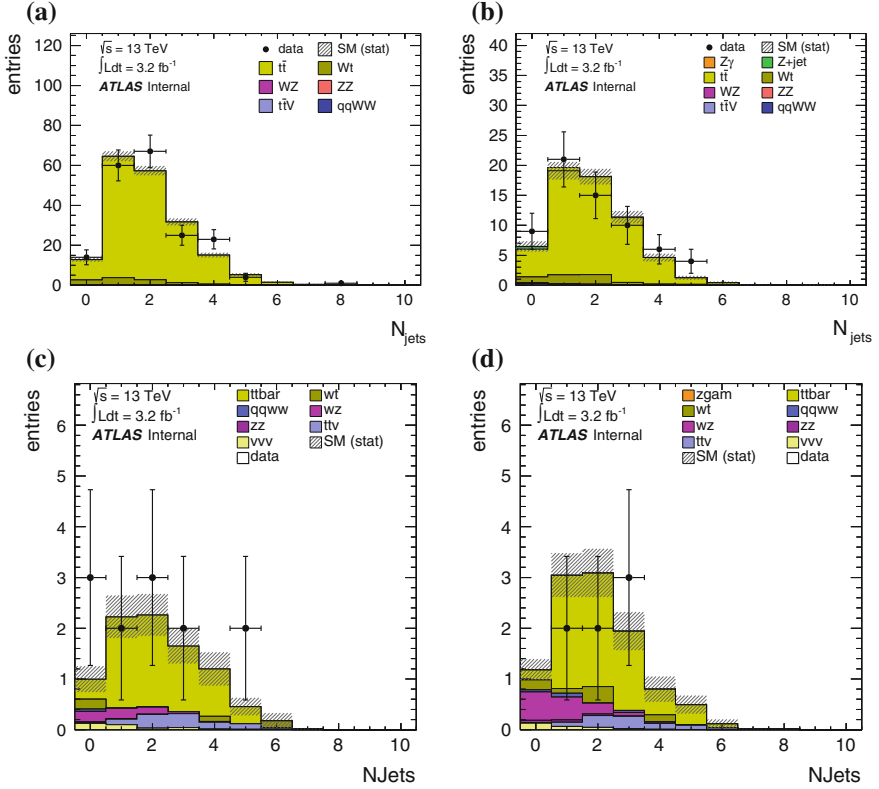 (a)
entries
120
100
80
60
40
20
0
√s = 13 TeV
∫Ldt = 3.2 fb⁻¹
ATLAS Internal
data
SM (stat)
tt̄
Wt
WZ
ZZ
tt̄V
qqWW
0 2 4 6 8 10
N_jets
(b)
entries
40
35
30
25
20
15
10
5
0
√s = 13 TeV
∫Ldt = 3.2 fb⁻¹
ATLAS Internal
data
SM (stat)
Zγ
Z+jet
tt̄
Wt
WZ
ZZ
tt̄V
qqWW
0 2 4 6 8 10
N_jets
(c)
entries
6
5
4
3
2
1
0
√s = 13 TeV
∫Ldt = 3.2 fb⁻¹
ATLAS Internal
ttbar
wt
qqww
wz
zz
ttv
vvv
SM (stat)
data
0 2 4 6 8 10
NJets
(d)
entries
6
5
4
3
2
1
0
√s = 13 TeV
∫Ldt = 3.2 fb⁻¹
ATLAS Internal
zgam
ttbar
wt
qqww
wz
zz
ttv
vvv
SM (stat)
data
0 2 4 6 8 10
NJets